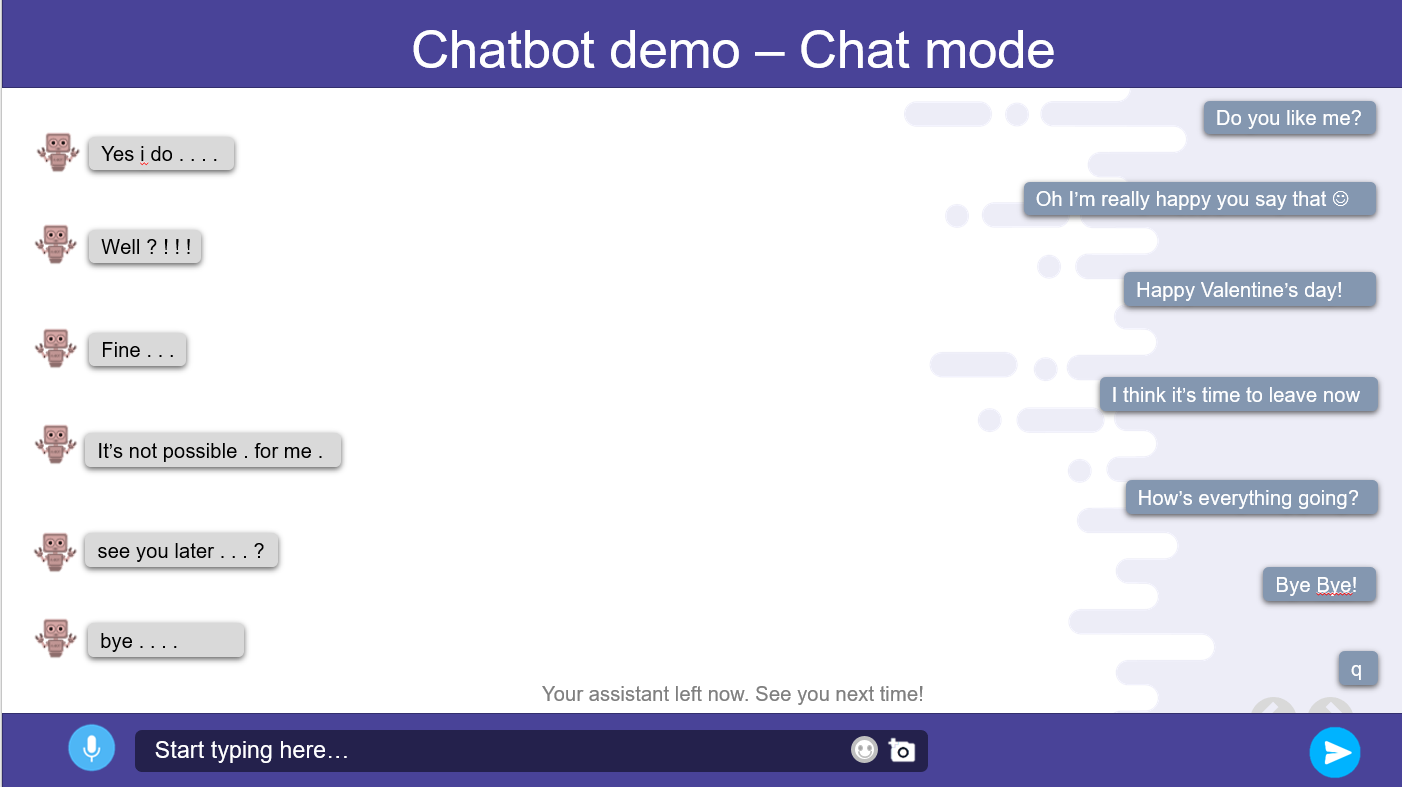 Chatbot demo – Chat mode
Do you like me?
Yes i do . . . .
Oh I’m really happy you say that ☺
Well ? ! ! !
Happy Valentine’s day!
Fine . . .
I think it’s time to leave now
It’s not possible . for me .
How’s everything going?
see you later . . . ?
Bye Bye!
bye . . . .
q
Your assistant left now. See you next time!
Start typing here…